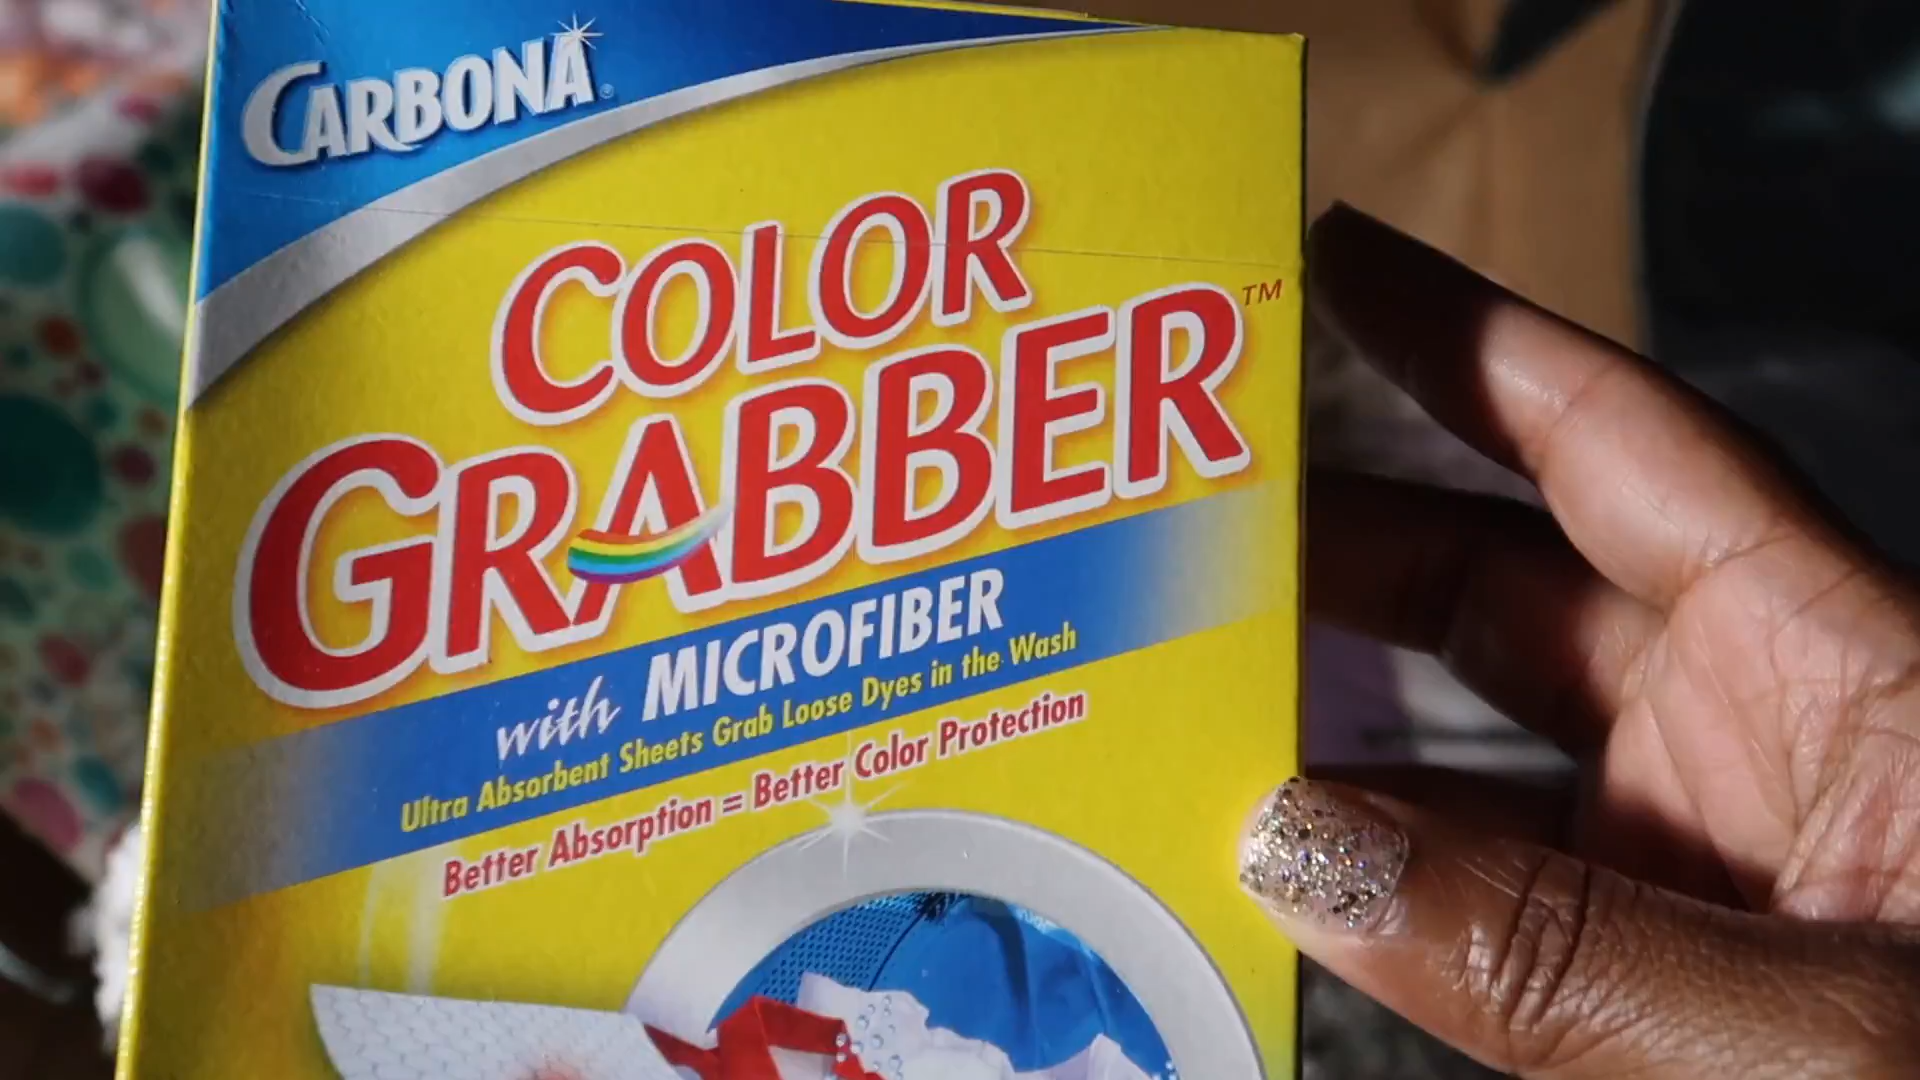 CARBONA®
COLOR
GRABBER™
with MICROFIBER
Ultra Absorbent Sheets Grab Loose Dyes in the Wash
Better Absorption = Better Color Protection